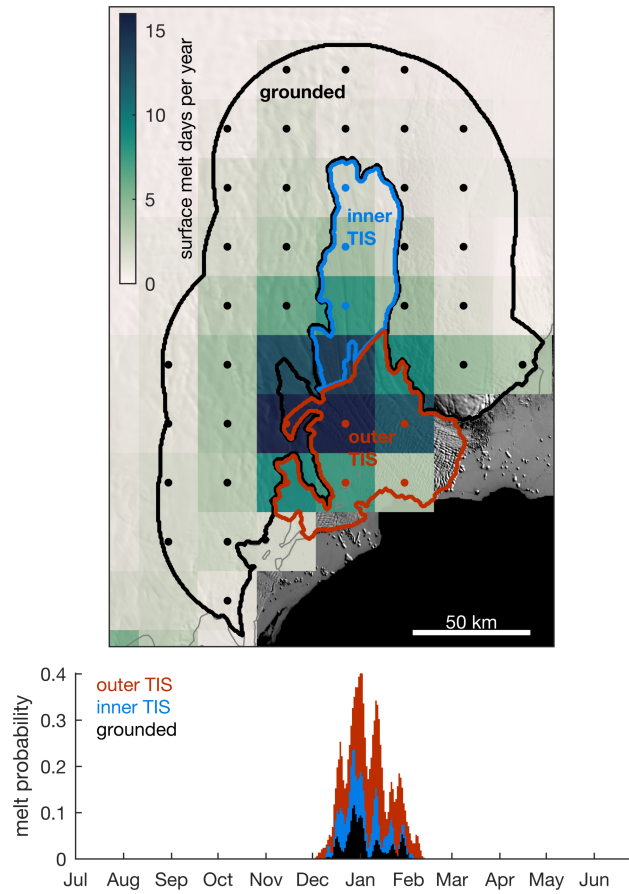 15
10
5
0
surface melt days per year
grounded
inner
TIS
outer
TIS
50 km
0.4
0.3
0.2
0.1
0
melt probability
outer TIS
inner TIS
grounded
Jul Aug Sep Oct Nov Dec Jan Feb Mar Apr May Jun